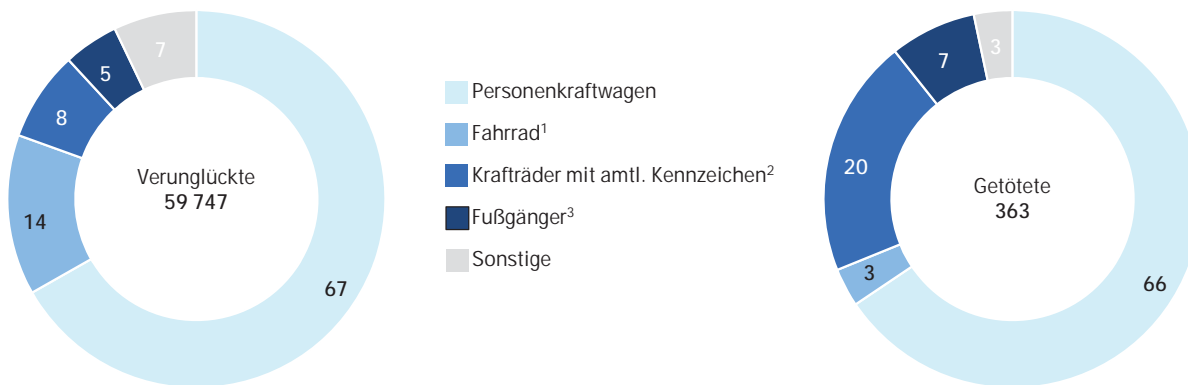 7
5
8
14
67
Verunglückte
59 747
Personenkraftwagen
Fahrrad¹
Krafträder mit amtl. Kennzeichen²
Fußgänger³
Sonstige
3
7
20
3
66
Getötete
363